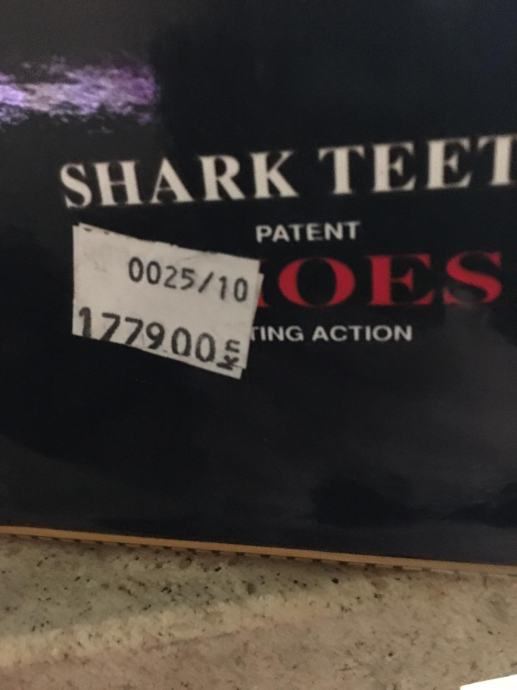 SHARK TEET
PATENT
0025/10
OES
1779.00 kn
TING ACTION